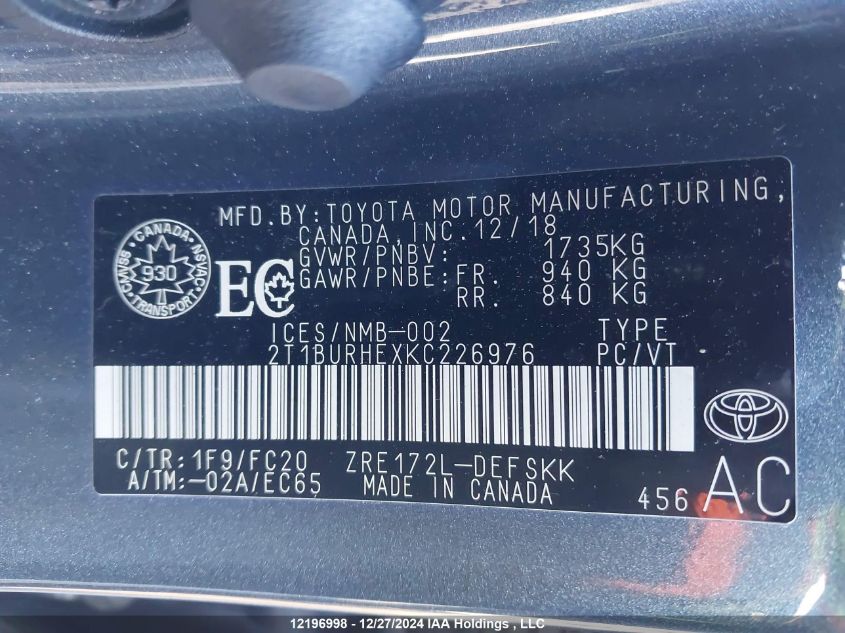 MFD.BY:TOYOTA MOTOR MANUFACTURING,
CANADA,INC.12/18
GVWR/PNBV: 1735KG
GAWR/PNBE:FR. 940 KG
RR. 840 KG
CANADA
SVMNO NSVAC
930
TRANSPORT
EC
ICES/NMB-002 TYPE
2T1BURHEXKC226976 PC/VT
C/TR:1F9/FC20 ZRE172L-DEFSKK
A/TM:-02A/EC65 MADE IN CANADA
456 AC
12196998 - 12/27/2024 IAA Holdings , LLC